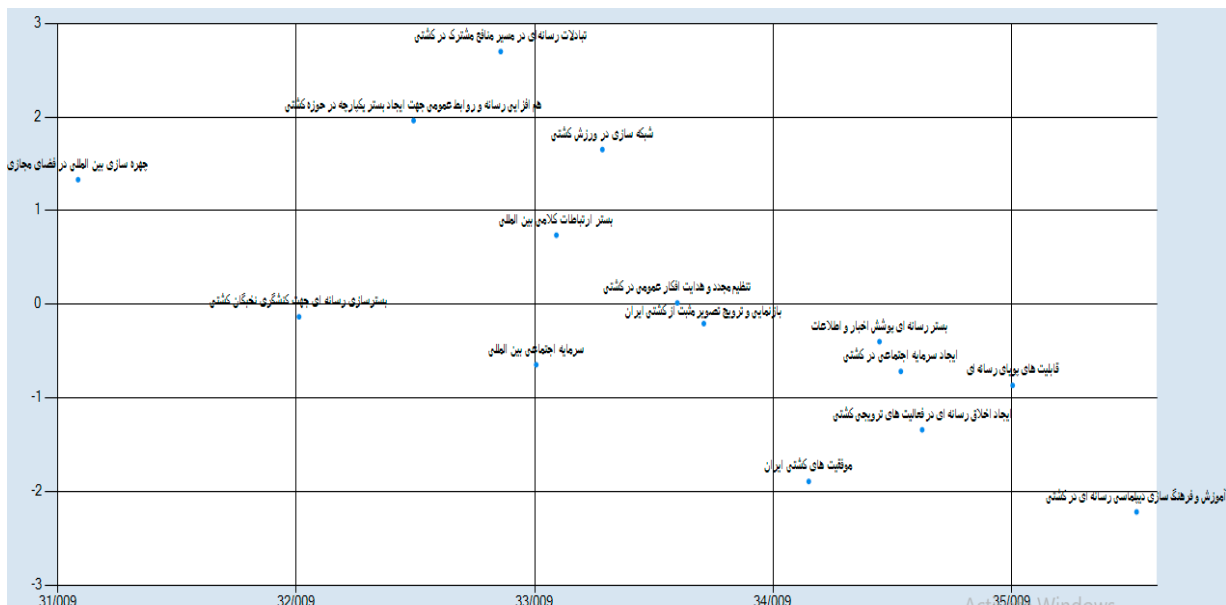 3
تبادلات رسانه ای در مسیر منافع مشترک در کشتی
2
هم افزایی رسانه و روابط عمومی جهت ایجاد بستر یکپارچه در حوزه کشتی
شبکه سازی در ورزش کشتی
چهره سازی بین المللی در فضای مجازی
1
بستر ارتباطات کلامی بین المللی
0
تنظیم مجدد و هدایت افکار عمومی در کشتی
بسترسازی رسانه ای جهت کنشگری نخبگان کشتی
بازنمایی و ترویج تصویر مثبت از کشتی ایران
بستر رسانه ای پوشش اخبار و اطلاعات
سرمایه اجتماعی بین المللی
ایجاد سرمایه اجتماعی در کشتی
قابلیت های پویای رسانه ای
-1
ایجاد اخلاق رسانه ای در فعالیت های ترویجی کشتی
موفقیت های کشتی ایران
-2
آموزش و فرهنگ سازی دیپلماسی رسانه ای در کشتی
-3
31/009 32/009 33/009 34/009 35/009
Windows